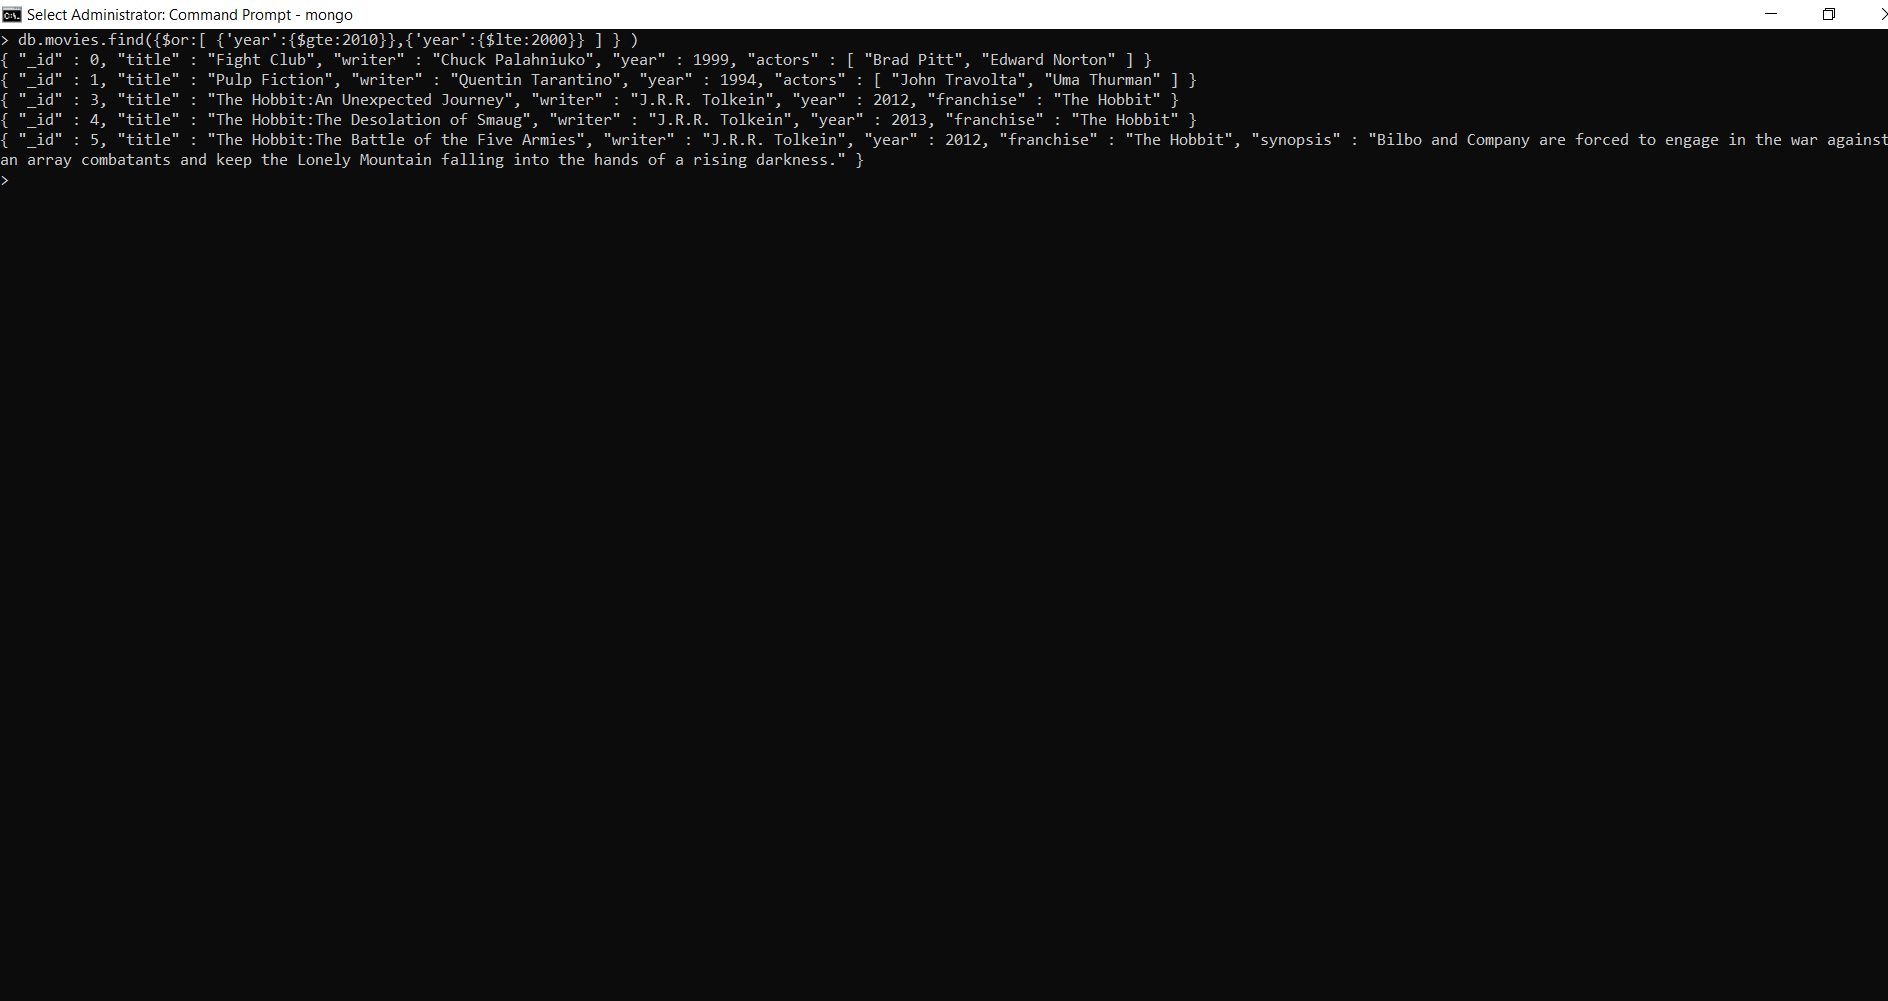 Select Administrator: Command Prompt - mongo
> db.movies.find({$or:[ {'year':{$gte:2010}},{'year':{$lte:2000}} ] } )
{ "_id" : 0, "title" : "Fight Club", "writer" : "Chuck Palahniuko", "year" : 1999, "actors" : [ "Brad Pitt", "Edward Norton" ] }
{ "_id" : 1, "title" : "Pulp Fiction", "writer" : "Quentin Tarantino", "year" : 1994, "actors" : [ "John Travolta", "Uma Thurman" ] }
{ "_id" : 3, "title" : "The Hobbit:An Unexpected Journey", "writer" : "J.R.R. Tolkein", "year" : 2012, "franchise" : "The Hobbit" }
{ "_id" : 4, "title" : "The Hobbit:The Desolation of Smaug", "writer" : "J.R.R. Tolkein", "year" : 2013, "franchise" : "The Hobbit" }
{ "_id" : 5, "title" : "The Hobbit:The Battle of the Five Armies", "writer" : "J.R.R. Tolkein", "year" : 2012, "franchise" : "The Hobbit", "synopsis" : "Bilbo and Company are forced to engage in the war against
an array combatants and keep the Lonely Mountain falling into the hands of a rising darkness." }
>